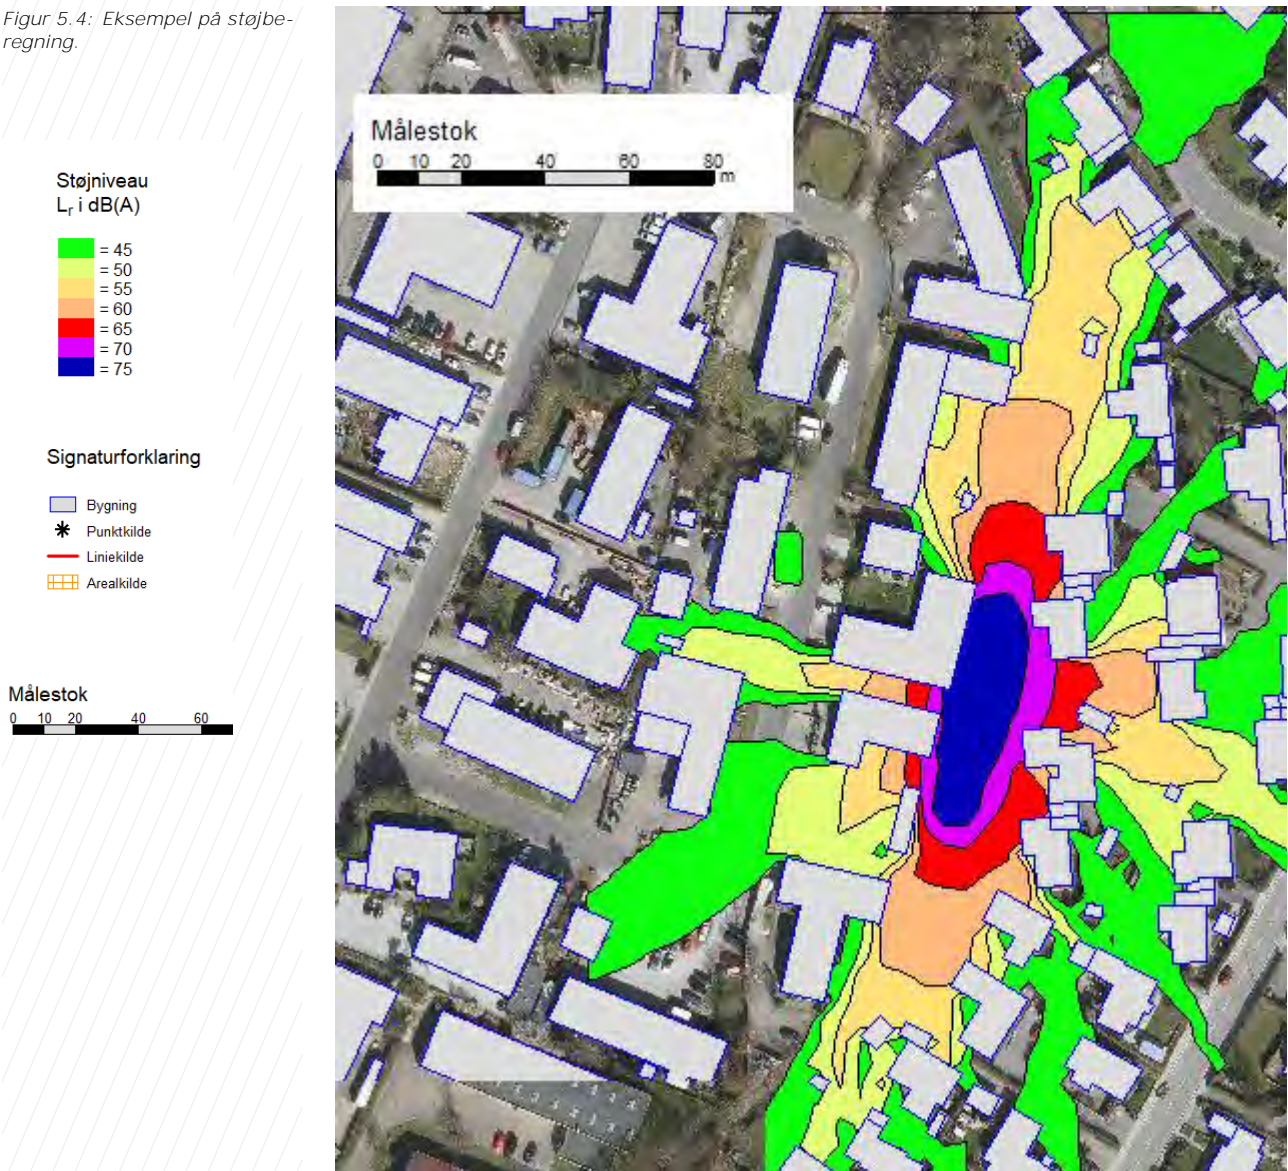 Figur 5.4: Eksempel på støjbe-
regning.
Støjniveau
Lr i dB(A)
= 45
= 50
= 55
= 60
= 65
= 70
= 75
Signaturforklaring
Bygning
Punktkilde
Liniekilde
Arealkilde
Målestok
0 10 20 40 60
Målestok
0 10 20 40 60 80
m